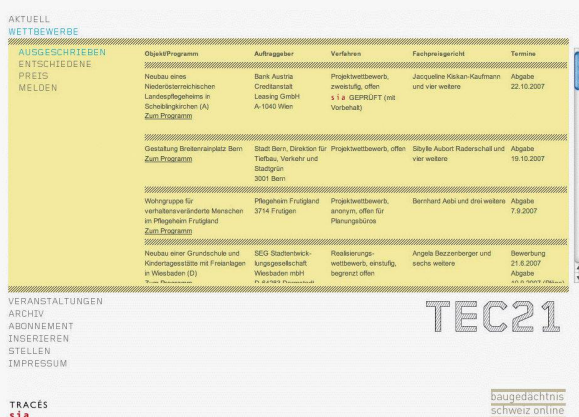 AKTUELL
WETTBEWERBE
AUSGESCHRIEBEN
ENTSCHIEDENE
PREIS
MELDEN
Objekt/Programm Auftraggeber Verfahren Fachpreisgericht Termine
Neubau eines Bank Austria Projektwettbewerb, Jacqueline Kiskan-Kaufmann Abgabe
Niederösterreichischen Creditanstalt zweistufig, offen und vier weitere 22.10.2007
Landespflegeheims in Leasing GmbH sia GEPRÜFT (mit
Scheiblingkirchen (A) A-1040 Wien Vorbehalt)
Zum Programm
Gestaltung Breitenrainplatz Bern Stadt Bern, Direktion für Projektwettbewerb, offen Sibylle Aubort Raderschall und Abgabe
Zum Programm Tiefbau, Verkehr und vier weitere 19.10.2007
Stadtgrün
3001 Bern
Wohngruppe für Pflegeheim Frutigland Projektwettbewerb, Bernhard Aebi und drei weitere Abgabe
verhaltensveränderte Menschen 3714 Frutigen anonym, offen für 7.9.2007
im Pflegeheim Frutigland Planungsbüros
Zum Programm
Neubau einer Grundschule und SEG Stadtentwick- Realisierungs- Angela Bezzenberger und Bewerbung
Kindertagesstätte mit Freianlagen lungsgesellschaft wettbewerb, einstufig, sechs weitere 21.6.2007
in Wiesbaden (D) Wiesbaden mbH begrenzt offen Abgabe
Zum Programm
VERANSTALTUNGEN
ARCHIV
ABONNEMENT
INSERIEREN
STELLEN
IMPRESSUM
TEC21
TRACÉS
sia
baugedächtnis
schweiz online